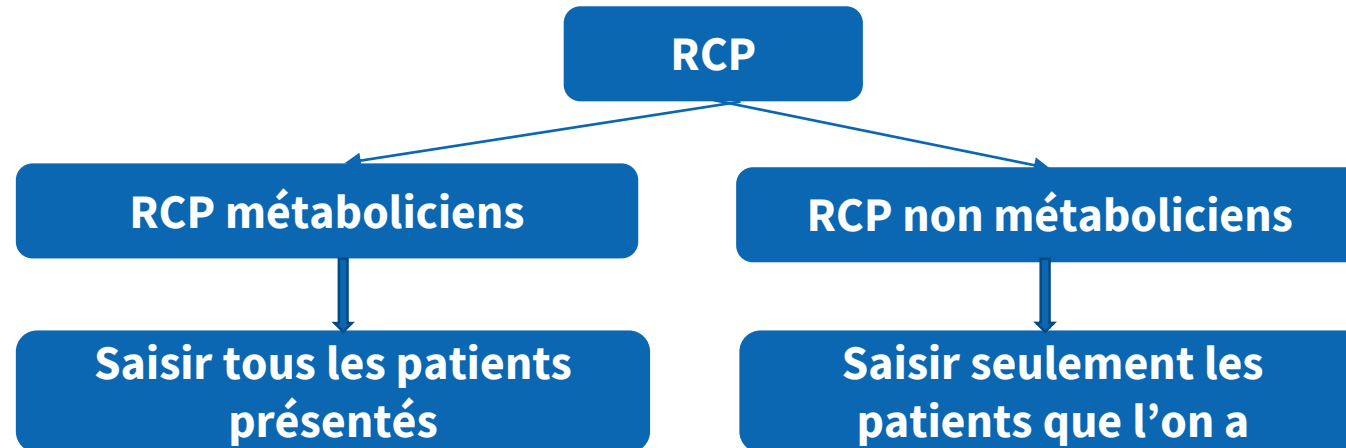 RCP
RCP métaboliciens
RCP non métaboliciens
Saisir tous les patients
présentés
Saisir seulement les
patients que l’on a